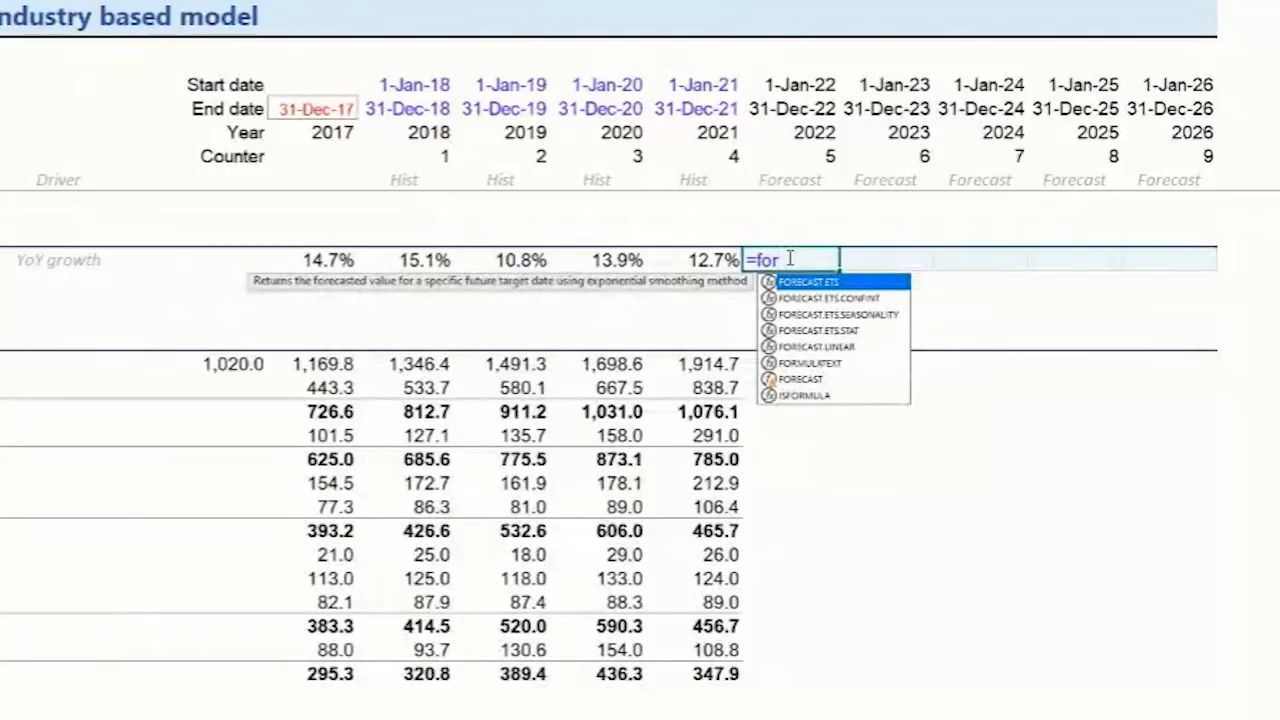 ndustry based model
Start date 1-Jan-18 1-Jan-19 1-Jan-20 1-Jan-21 1-Jan-22 1-Jan-23 1-Jan-24 1-Jan-25 1-Jan-26
End date 31-Dec-17 31-Dec-18 31-Dec-19 31-Dec-20 31-Dec-21 31-Dec-22 31-Dec-23 31-Dec-24 31-Dec-25 31-Dec-26
Year 2017 2018 2019 2020 2021 2022 2023 2024 2025 2026
Counter 1 2 3 4 5 6 7 8 9
Driver Hist Hist Hist Hist Forecast Forecast Forecast Forecast Forecast
YoY growth 14.7% 15.1% 10.8% 13.9% 12.7% =for
Returns the forecasted value for a specific future target date using exponential smoothing method
FORECAST.ETS
FORECAST.ETS.CONFINT
FORECAST.ETS.SEASONALITY
FORECAST.ETS.STAT
FORECAST.LINEAR
FORMULATEXT
FORECAST
ISFORMULA
1,020.0 1,169.8 1,346.4 1,491.3 1,698.6 1,914.7
443.3 533.7 580.1 667.5 838.7
726.6 812.7 911.2 1,031.0 1,076.1
101.5 127.1 135.7 158.0 291.0
625.0 685.6 775.5 873.1 785.0
154.5 172.7 161.9 178.1 212.9
77.3 86.3 81.0 89.0 106.4
393.2 426.6 532.6 606.0 465.7
21.0 25.0 18.0 29.0 26.0
113.0 125.0 118.0 133.0 124.0
82.1 87.9 87.4 88.3 89.0
383.3 414.5 520.0 590.3 456.7
88.0 93.7 130.6 154.0 108.8
295.3 320.8 389.4 436.3 347.9